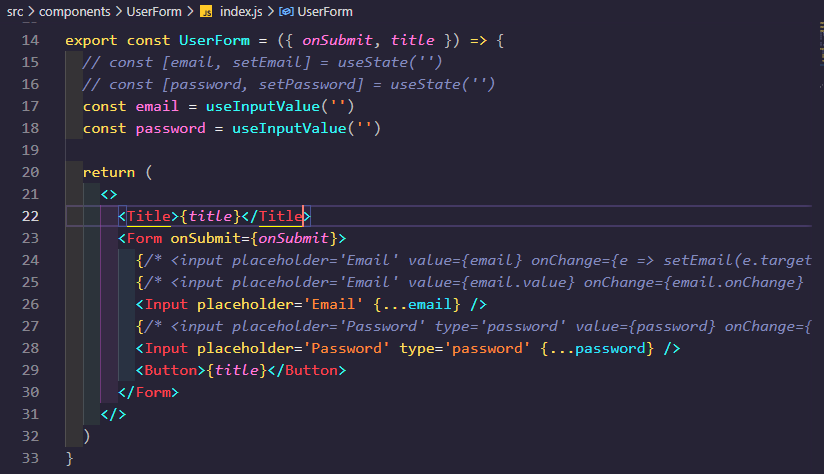 src > components > UserForm > JS index.js > UserForm
14 export const UserForm = ({ onSubmit, title }) => {
15 // const [email, setEmail] = useState('')
16 // const [password, setPassword] = useState('')
17 const email = useInputValue('')
18 const password = useInputValue('')
19
20 return (
21 <>
22 <Title>{title}</Title>
23 <Form onSubmit={onSubmit}>
24 {/* <input placeholder='Email' value={email} onChange={e => setEmail(e.target
25 {/* <input placeholder='Email' value={email.value} onChange={email.onChange}
26 <Input placeholder='Email' {...email} />
27 {/* <input placeholder='Password' type='password' value={password} onChange={
28 <Input placeholder='Password' type='password' {...password} />
29 <Button>{title}</Button>
30 </Form>
31 </>
32 )
33 }